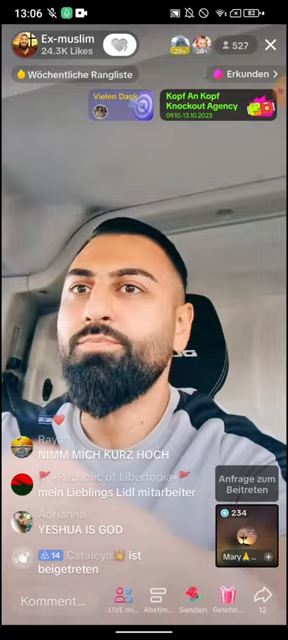 13:06
82
Ex-muslim
24.3K Likes
20+
527
Wöchentliche Rangliste
Erkunden
Vielen Dank
Kopf An Kopf
Knockout Agency
09.10-13.10.2023
Rayan
NIMM MICH KURZ HOCH
Republic of Libertopia
mein Lieblings Lidl mitarbeiter
Adrianna
YESHUA IS GOD
14 Cataleya ist
beigetreten
Anfrage zum
Beitreten
234
Mary
Komment...
LIVE mi...
Abstim...
Senden
Gesche...
12